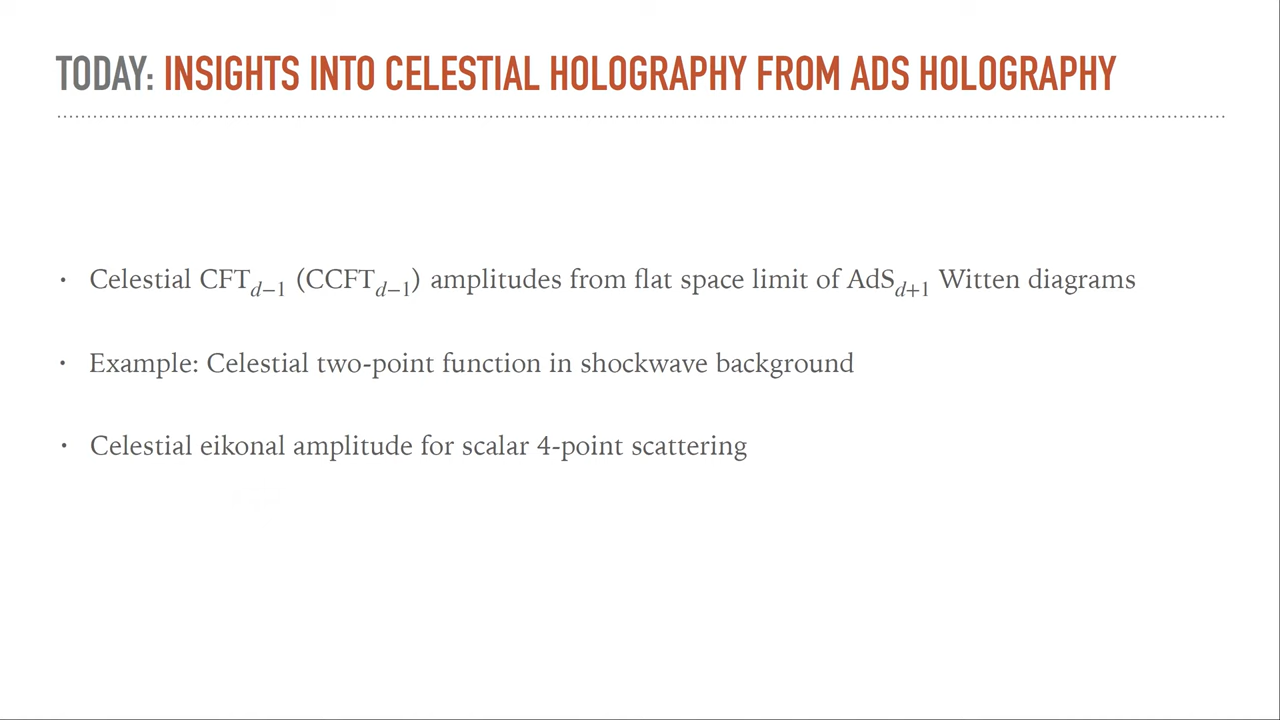 TODAY: INSIGHTS INTO CELESTIAL HOLOGRAPHY FROM ADS HOLOGRAPHY
• Celestial CFT_{d−1} (CCFT_{d−1}) amplitudes from flat space limit of AdS_{d+1} Witten diagrams
• Example: Celestial two-point function in shockwave background
• Celestial eikonal amplitude for scalar 4-point scattering